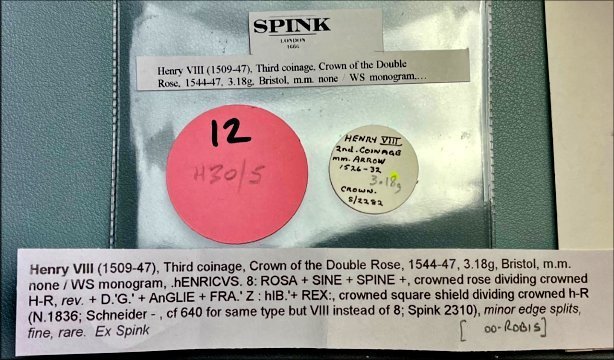 SPINK
LONDON
1666
Henry VIII (1509-47), Third coinage, Crown of the Double
Rose, 1544-47, 3.18g, Bristol, m.m. none / WS monogram,...
12
H30/5
HENRY VIII
2nd. COINAGE
mm. ARROW
1526-32
3.18g
CROWN.
S/2282
Henry VIII (1509-47), Third coinage, Crown of the Double Rose, 1544-47, 3.18g, Bristol, m.m.
none / WS monogram, .hENRICVS. 8: ROSA + SINE + SPINE +, crowned rose dividing crowned
H-R, rev. + D.'G.' + AnGLIE + FRA.' Z : hIB.'+ REX:, crowned square shield dividing crowned h-R
(N.1836; Schneider - , cf 640 for same type but VIII instead of 8; Spink 2310), minor edge splits,
fine, rare. Ex Spink
[ 00-ROBIS ]